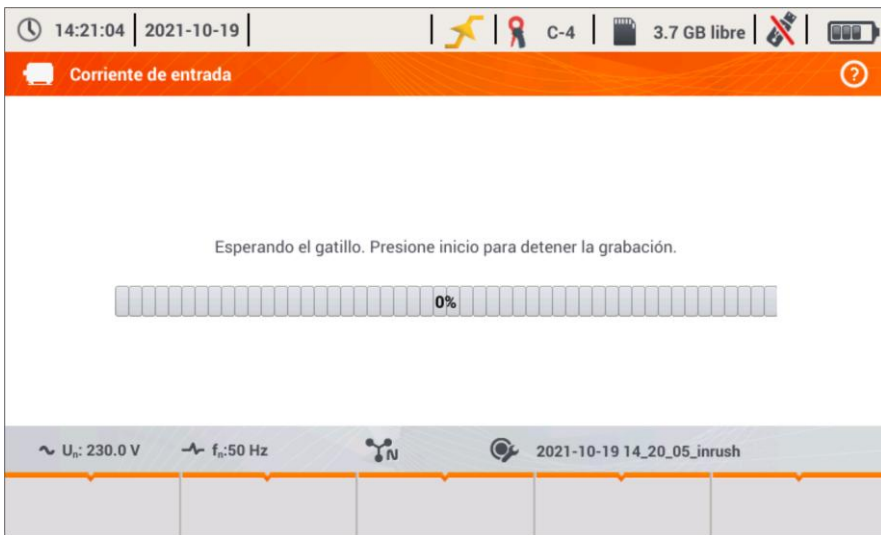 14:21:04 2021-10-19 C-4 3.7 GB libre
Corriente de entrada ?
Esperando el gatillo. Presione inicio para detener la grabación.
0%
Uₙ: 230.0 V fₙ:50 Hz N 2021-10-19 14_20_05_inrush